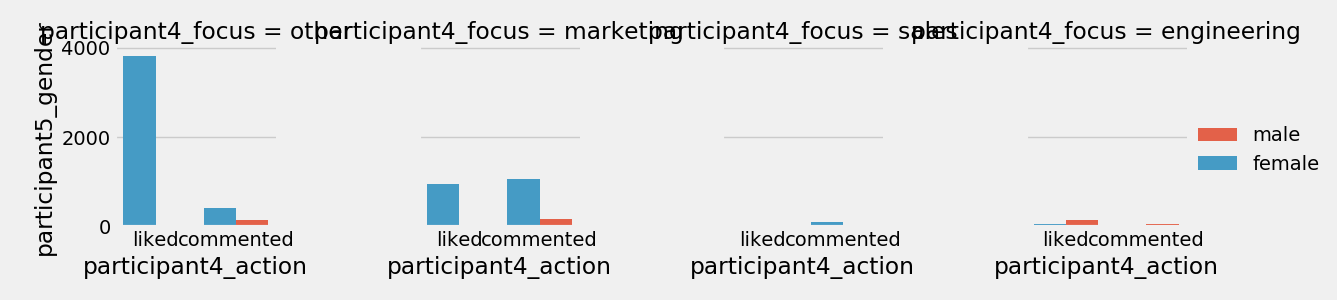 participant4_focus = other
participant4_focus = marketing
participant4_focus = sales
participant4_focus = engineering
participant5_gender
4000
2000
0
liked commented
liked commented
liked commented
liked commented
participant4_action
participant4_action
participant4_action
participant4_action
male
female